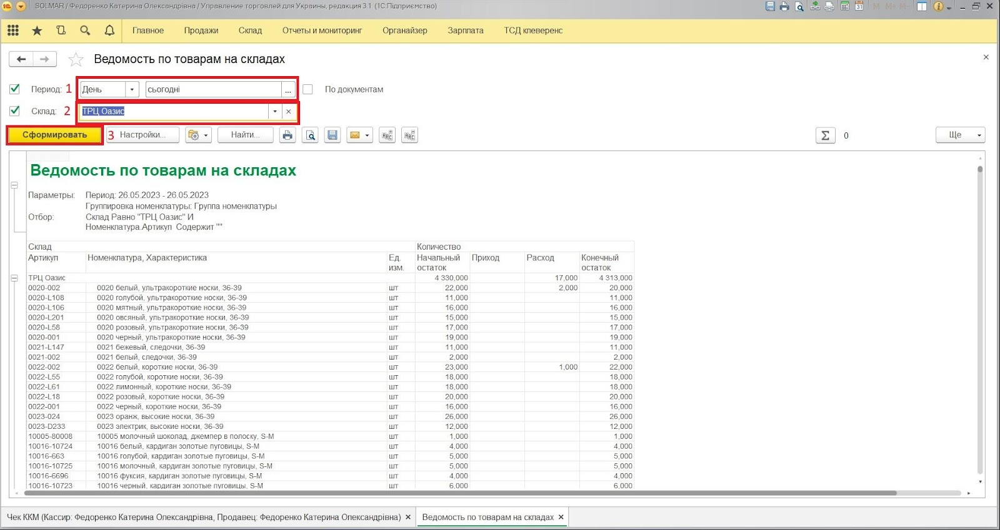 SOLMAR / Федоренко Катерина Олександрівна / Управление торговлей для Украины, редакция 3.1 (1С:Підприємство)
M M+ M-
Главное Продажи Склад Отчеты и мониторинг Органайзер Зарплата ТСД клеверенс
Ведомость по товарам на складах
Период: 1 День сьогодні ... По документам
Склад: 2 ТРЦ Оазис
Сформировать 3 Настройки... Найти... Σ 0 Ще
Ведомость по товарам на складах
Параметры: Период: 26.05.2023 - 26.05.2023
Группировка номенклатуры: Группа номенклатуры
Отбор: Склад Равно "ТРЦ Оазис" И
Номенклатура.Артикул Содержит ""
Склад Количество
Артикул Номенклатура, Характеристика Ед. изм. Начальный остаток Приход Расход Конечный остаток
ТРЦ Оазис 4 330,000 17,000 4 313,000
0020-002 0020 белый, ультракороткие носки, 36-39 шт 22,000 2,000 20,000
0020-L108 0020 голубой, ультракороткие носки, 36-39 шт 11,000 11,000
0020-L106 0020 мятный, ультракороткие носки, 36-39 шт 16,000 16,000
0020-L201 0020 овсяный, ультракороткие носки, 36-39 шт 15,000 15,000
0020-L58 0020 розовый, ультракороткие носки, 36-39 шт 17,000 17,000
0020-001 0020 черный, ультракороткие носки, 36-39 шт 19,000 19,000
0021-L147 0021 бежевый, следочки, 36-39 шт 11,000 11,000
0021-002 0021 белый, следочки, 36-39 шт 2,000 2,000
0022-002 0022 белый, короткие носки, 36-39 шт 23,000 1,000 22,000
0022-L55 0022 голубой, короткие носки, 36-39 шт 18,000 18,000
0022-L61 0022 лимонный, короткие носки, 36-39 шт 18,000 18,000
0022-L18 0022 розовый, короткие носки, 36-39 шт 20,000 20,000
0022-001 0022 черный, короткие носки, 36-39 шт 16,000 16,000
0023-024 0023 оранж, высокие носки, 36-39 шт 26,000 26,000
0023-D233 0023 электрик, высокие носки, 36-39 шт 12,000 12,000
10005-80008 10005 молочный шоколад, джемпер в полоску, S-M шт 1,000 1,000
10016-10724 10016 белый, кардиган золотые пуговицы, S-M шт 4,000 4,000
10016-663 10016 голубой, кардиган золотые пуговицы, S-M шт 5,000 5,000
10016-10725 10016 молочный, кардиган золотые пуговицы, S-M шт 5,000 5,000
10016-6696 10016 фуксия, кардиган золотые пуговицы, S-M шт 4,000 4,000
10016-10723 10016 черный, кардиган золотые пуговицы, S-M шт 6,000 6,000
Чек ККМ (Кассир: Федоренко Катерина Олександрівна, Продавец: Федоренко Катерина Олександрівна) Ведомость по товарам на складах